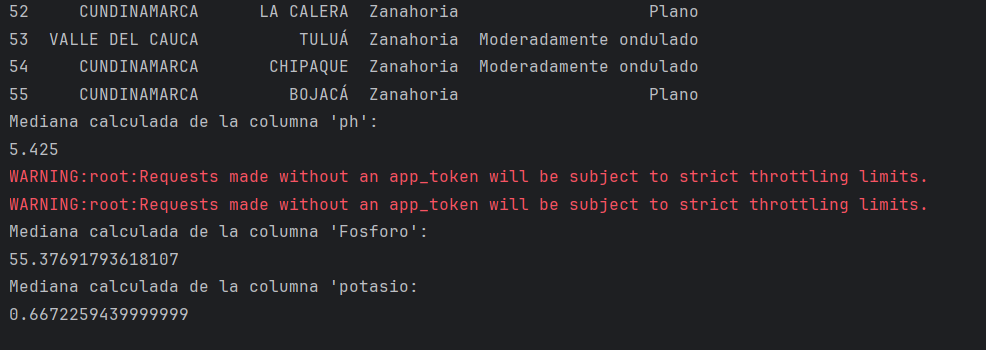 52     CUNDINAMARCA      LA CALERA  Zanahoria                   Plano
53  VALLE DEL CAUCA          TULUÁ  Zanahoria  Moderadamente ondulado
54     CUNDINAMARCA       CHIPAQUE  Zanahoria  Moderadamente ondulado
55     CUNDINAMARCA         BOJACÁ  Zanahoria                   Plano
Mediana calculada de la columna 'ph':
5.425
WARNING:root:Requests made without an app_token will be subject to strict throttling limits.
WARNING:root:Requests made without an app_token will be subject to strict throttling limits.
Mediana calculada de la columna 'Fosforo':
55.37691793618107
Mediana calculada de la columna 'potasio:
0.6672259439999999